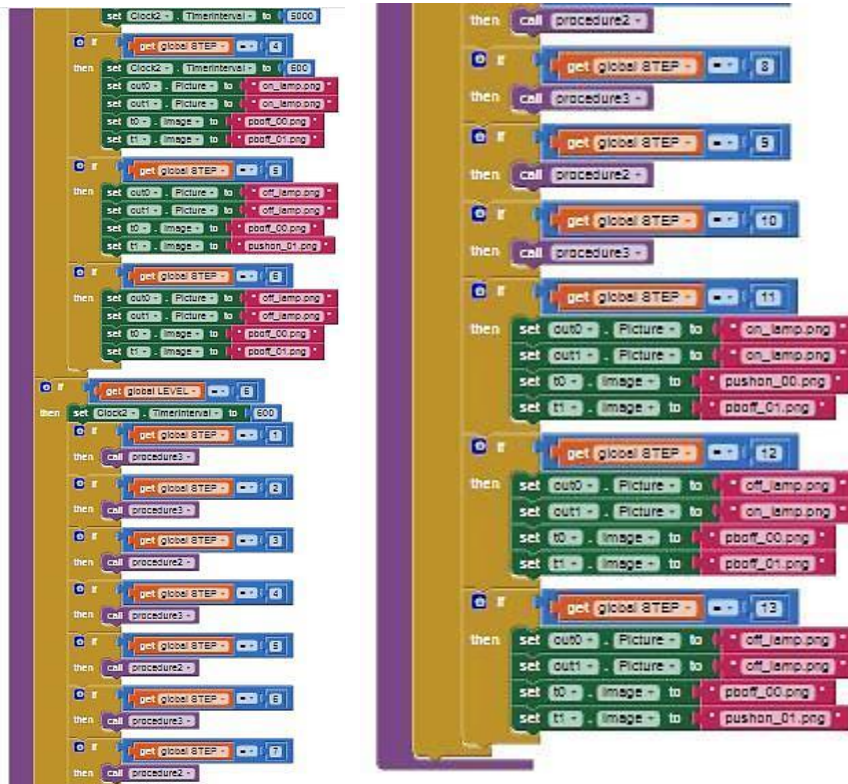 set Clock2 . TimerInterval to 5000
if get global STEP = 4
then set Clock2 . TimerInterval to 600
set out0 . Picture to " on_lamp.png "
set out1 . Picture to " on_lamp.png "
set t0 . Image to " pboff_00.png "
set t1 . Image to " pboff_01.png "
if get global STEP = 5
then set out0 . Picture to " off_lamp.png "
set out1 . Picture to " off_lamp.png "
set t0 . Image to " pboff_00.png "
set t1 . Image to " pushon_01.png "
if get global STEP = 6
then set out0 . Picture to " off_lamp.png "
set out1 . Picture to " off_lamp.png "
set t0 . Image to " pboff_00.png "
set t1 . Image to " pboff_01.png "
if get global LEVEL = 6
then set Clock2 . TimerInterval to 600
if get global STEP = 1
then call procedure3
if get global STEP = 2
then call procedure3
if get global STEP = 3
then call procedure2
if get global STEP = 4
then call procedure3
if get global STEP = 5
then call procedure2
if get global STEP = 6
then call procedure3
if get global STEP = 7
then call procedure2
then call procedure2
if get global STEP = 8
then call procedure3
if get global STEP = 9
then call procedure2
if get global STEP = 10
then call procedure3
if get global STEP = 11
then set out0 . Picture to " on_lamp.png "
set out1 . Picture to " on_lamp.png "
set t0 . Image to " pushon_00.png "
set t1 . Image to " pboff_01.png "
if get global STEP = 12
then set out0 . Picture to " off_lamp.png "
set out1 . Picture to " on_lamp.png "
set t0 . Image to " pboff_00.png "
set t1 . Image to " pboff_01.png "
if get global STEP = 13
then set out0 . Picture to " off_lamp.png "
set out1 . Picture to " off_lamp.png "
set t0 . Image to " pboff_00.png "
set t1 . Image to " pushon_01.png "